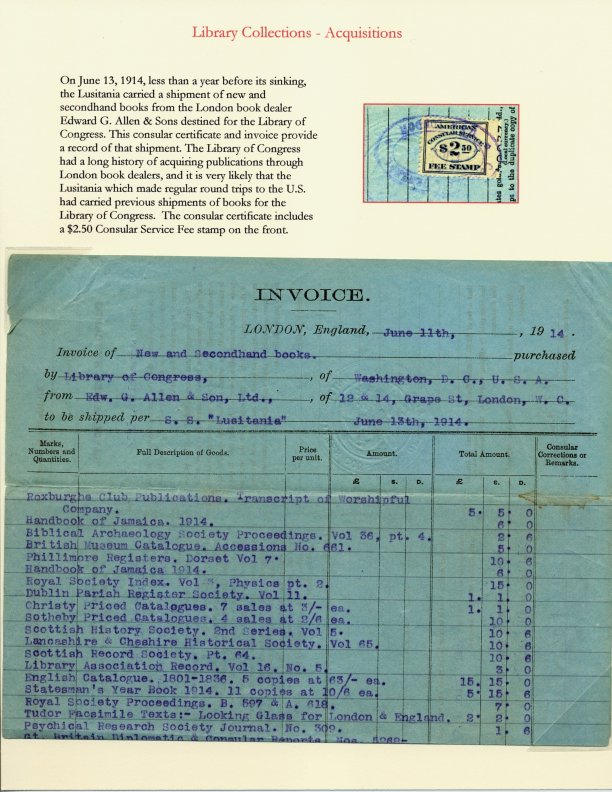 Library Collections - Acquisitions
On June 13, 1914, less than a year before its sinking,
the Lusitania carried a shipment of new and
secondhand books from the London book dealer
Edward G. Allen & Sons destined for the Library of
Congress. This consular certificate and invoice provide
a record of that shipment. The Library of Congress
had a long history of acquiring publications through
London book dealers, and it is very likely that the
Lusitania which made regular round trips to the U.S.
had carried previous shipments of books for the
Library of Congress. The consular certificate includes
a $2.50 Consular Service Fee stamp on the front.
AMERICAN
CONSULAR SERVICE
$2.50
FEE STAMP
ps to the duplicate copy of
INVOICE.
LONDON, England, June 11th, , 1914.
Invoice of New and Secondhand books. purchased
by Library of Congress, , of Washington, D. C., U. S. A.
from Edw. G. Allen & Son, Ltd., , of 12 & 14, Grape St, London, W. C.
to be shipped per S. S. "Lusitania" June 13th, 1914.
Marks, Numbers and Quantities. Full Description of Goods. Price per unit. Amount. Total Amount. Consular Corrections or Remarks.
£ s. D. £ s. D.
Roxburghe Club Publications. Transcript of Worshipful
Company. 5. 5. 0
Handbook of Jamaica. 1914. 6. 0
Biblical Archaeology Society Proceedings. Vol 36, pt. 4. 2. 6
British Museum Catalogue. Accessions No. 661. 5. 0
Phillimore Registers. Dorset Vol 7. 10. 6
Handbook of Jamaica 1914. 6. 0
Royal Society Index. Vol 3, Physics pt. 2. 15. 0
Dublin Parish Register Society. Vol 11. 1. 1. 0
Christy Priced Catalogues. 7 sales at 3/- ea. 1. 1. 0
Sotheby Priced Catalogues. 4 sales at 2/6 ea. 10. 0
Scottish History Society. 2nd Series. Vol 5. 10. 6
Lancashire & Cheshire Historical Society. Vol 65. 10. 6
Scottish Record Society. Pt. 64. 10. 6
Library Association Record. Vol 16. No. 5. 3. 0
English Catalogue. 1801-1836. 5 copies at 63/- ea. 15. 15. 0
Statesman's Year Book 1914. 11 copies at 10/6 ea. 5. 15. 6
Royal Society Proceedings. B. 597 & A. 618. 7. 0
Tudor Facsimile Texts:- Looking Glass for London & England. 2. 2. 0
Psychical Research Society Journal. No. 309. 1. 6
Gt. Britain Diplomatic & Consular Reports. Nos.